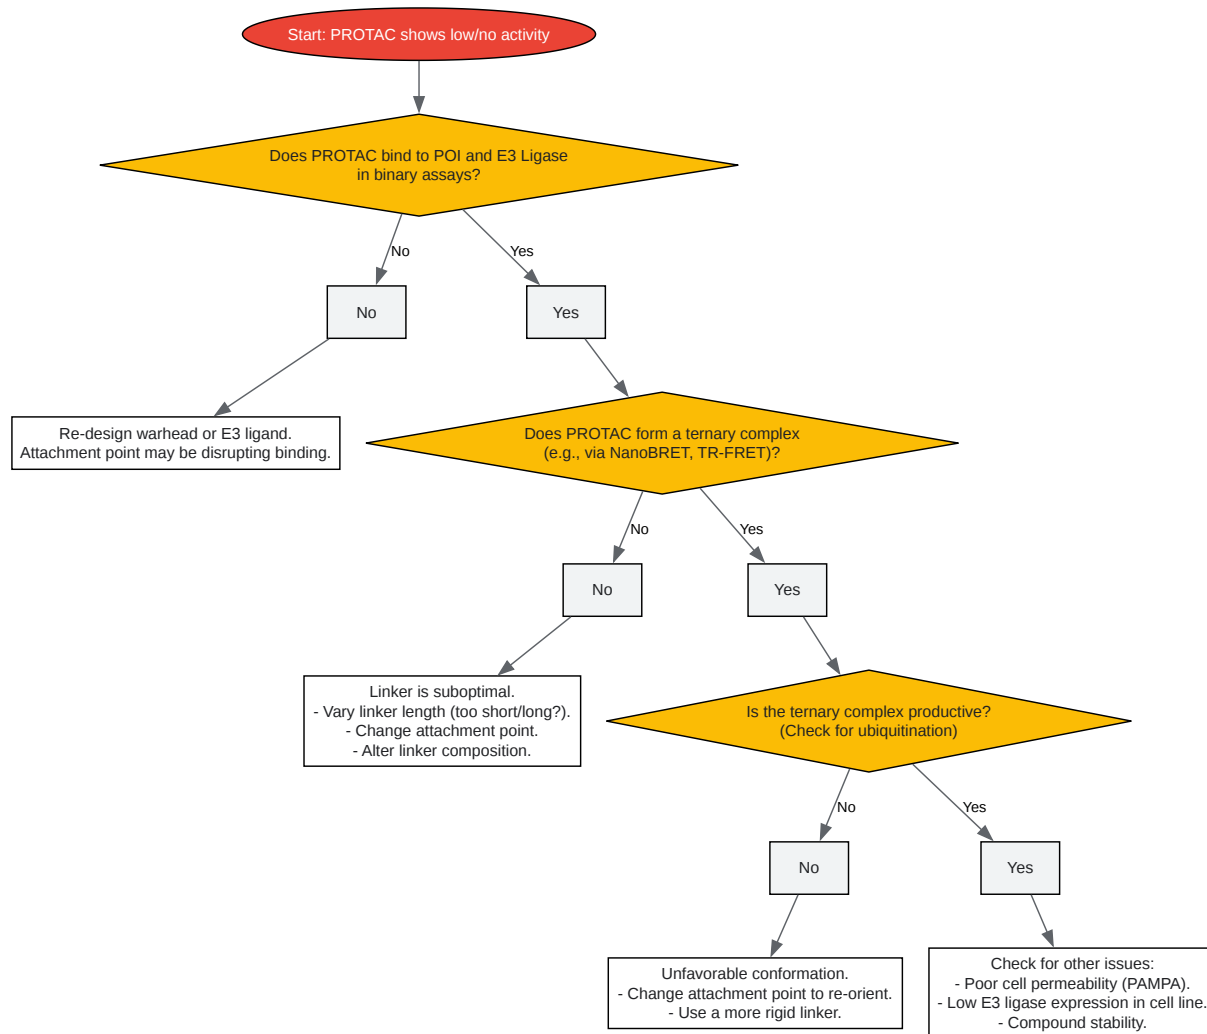 Start: PROTAC shows low/no activity
Does PROTAC bind to POI and E3 Ligase
in binary assays?
No
Yes
No
Yes
Re-design warhead or E3 ligand.
Attachment point may be disrupting binding.
Does PROTAC form a ternary complex
(e.g., via NanoBRET, TR-FRET)?
No
Yes
No
Yes
Linker is suboptimal.
- Vary linker length (too short/long?).
- Change attachment point.
- Alter linker composition.
Is the ternary complex productive?
(Check for ubiquitination)
No
Yes
No
Yes
Unfavorable conformation.
- Change attachment point to re-orient.
- Use a more rigid linker.
Check for other issues:
- Poor cell permeability (PAMPA).
- Low E3 ligase expression in cell line.
- Compound stability.